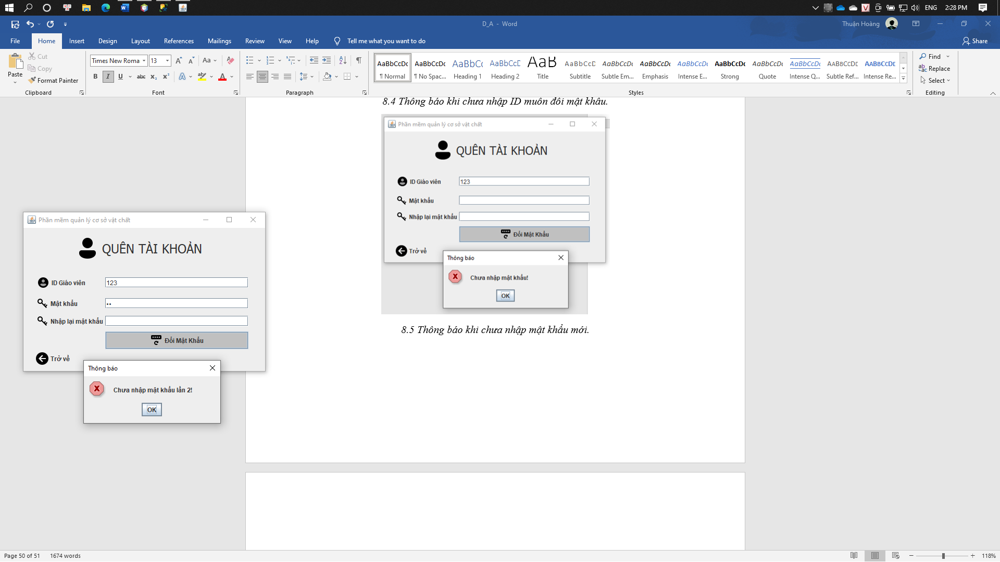 ENG
2:28 PM
D_A - Word
Thuận Hoàng
File
Home
Insert
Design
Layout
References
Mailings
Review
View
Help
Tell me what you want to do
Share
Paste
Cut
Copy
Format Painter
Clipboard
Times New Roma
13
Font
Paragraph
AaBbCcDc
¶ Normal
AaBbCcDc
¶ No Spac...
AaBbCc
Heading 1
AaBbCcD
Heading 2
AaB
Title
AaBbCcD
Subtitle
AaBbCcDc
Subtle Em...
AaBbCcDc
Emphasis
AaBbCcDc
Intense E...
AaBbCcDc
Strong
AaBbCcDc
Quote
AaBbCcDc
Intense Q...
AaBbCcDc
Subtle Ref...
AaBbCcDc
Intense Re...
Styles
Find
Replace
Select
Editing
8.4 Thông báo khi chưa nhập ID muôn đôi mật khâu.
Phần mềm quản lý cơ sở vật chất
QUÊN TÀI KHOẢN
ID Giáo viên
123
Mật khẩu
Nhập lại mật khẩu
Đổi Mật Khẩu
Trở về
Thông báo
Chưa nhập mật khẩu!
OK
8.5 Thông báo khi chưa nhập mật khẩu mới.
Phần mềm quản lý cơ sở vật chất
QUÊN TÀI KHOẢN
ID Giáo viên
123
Mật khẩu
••
Nhập lại mật khẩu
Đổi Mật Khẩu
Trở về
Thông báo
Chưa nhập mật khẩu lần 2!
OK
Page 50 of 51
1674 words
118%